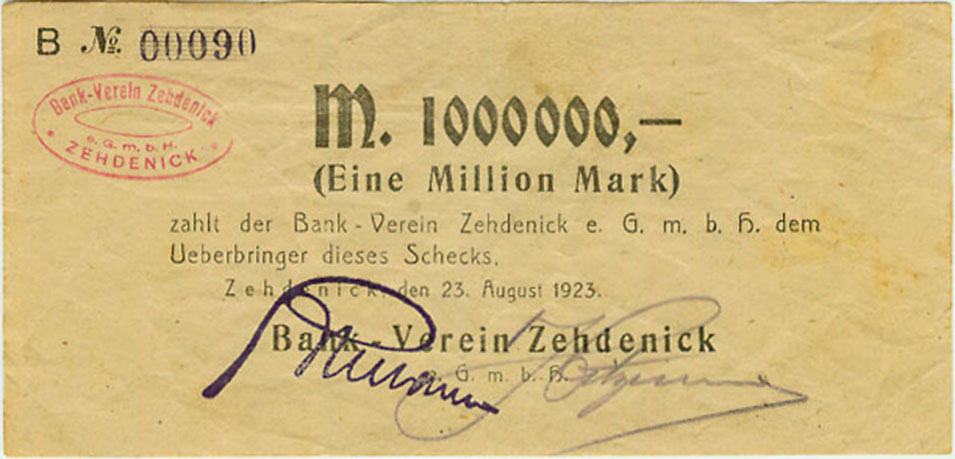 B № 00090
Bank-Verein Zehdenick
e. G. m. b. H.
* ZEHDENICK *
M. 1000000,—
(Eine Million Mark)
zahlt der Bank-Verein Zehdenick e. G. m. b. H. dem
Ueberbringer dieses Schecks.
Zehdenick, den 23. August 1923.
Bank-Verein Zehdenick
e. G. m. b. H.